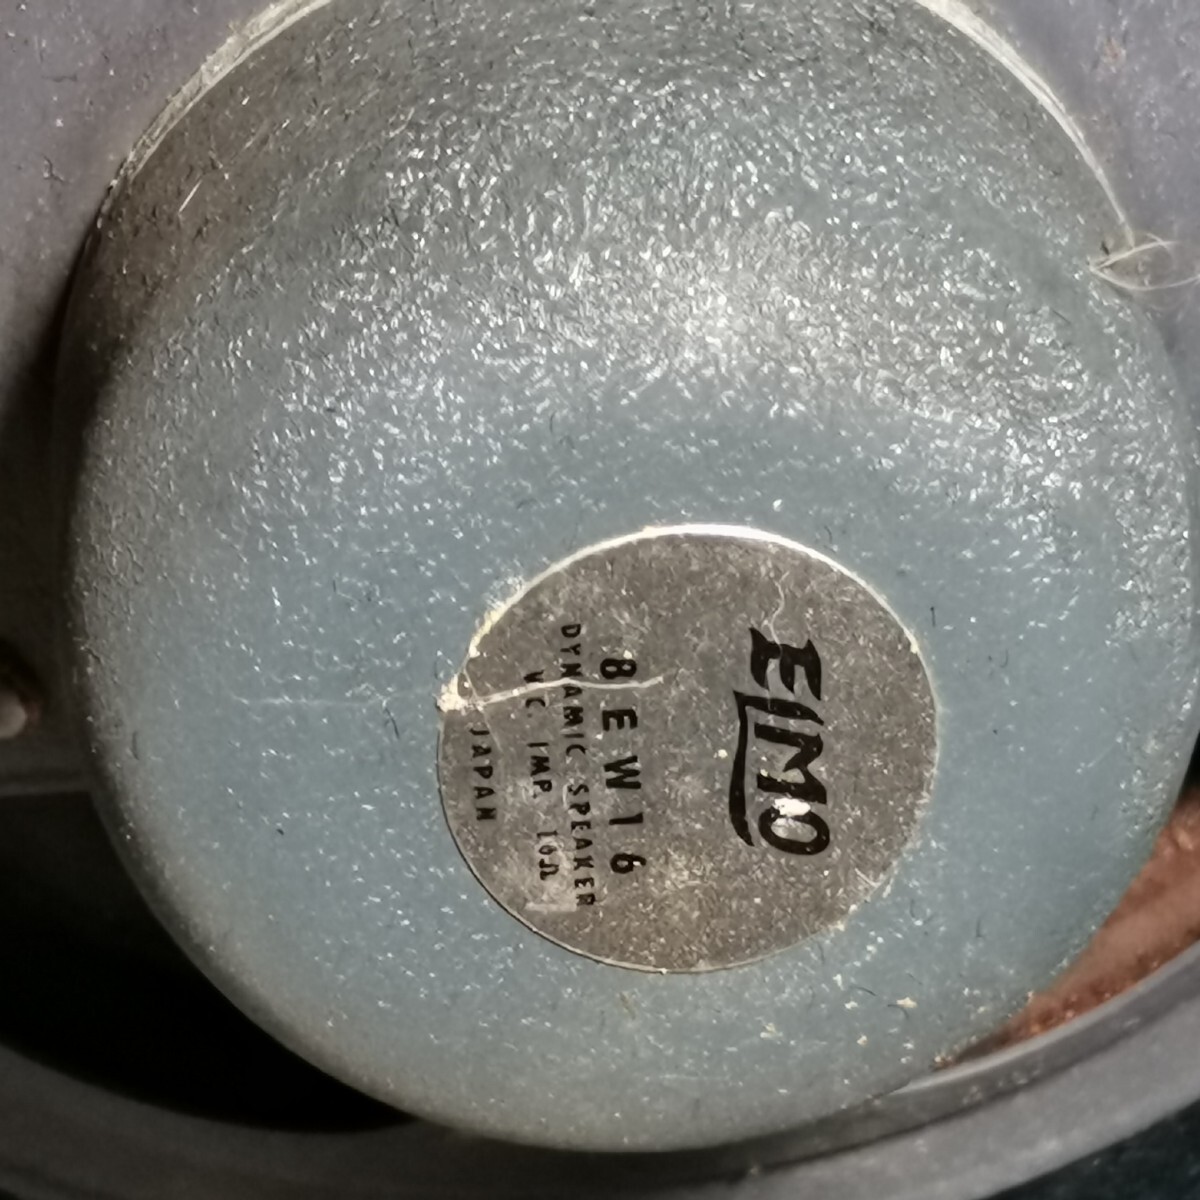 ELMO
8EW16
DYNAMIC SPEAKER
V.C. IMP. 16Ω
JAPAN